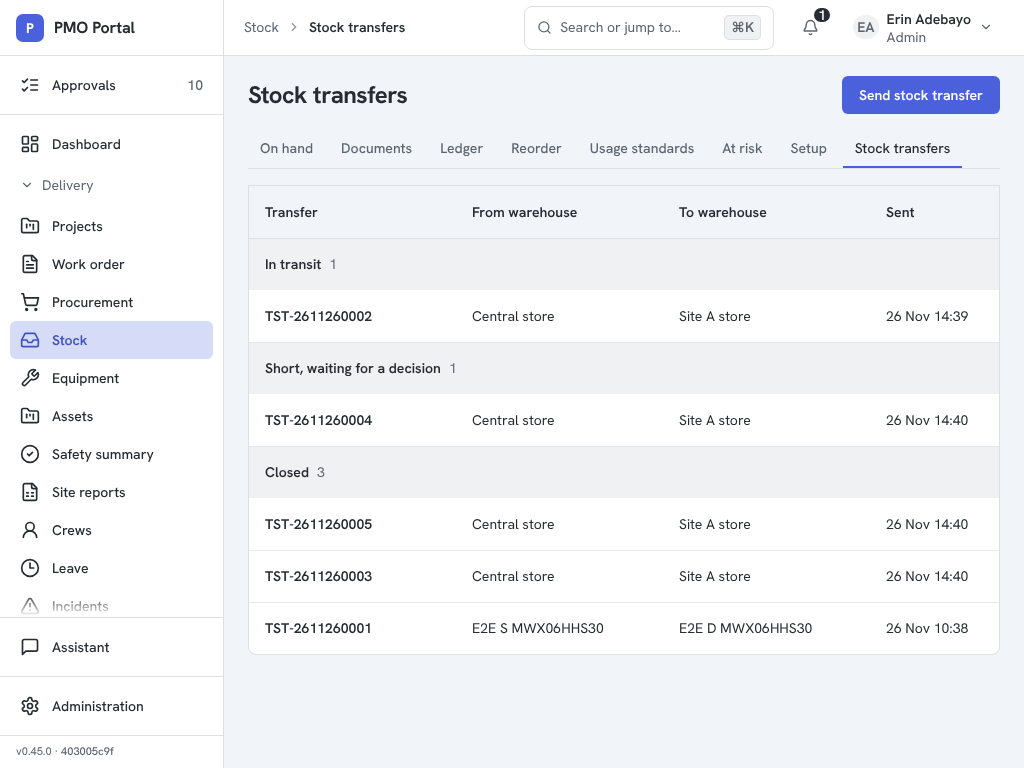 P PMO Portal
Stock > Stock transfers
Search or jump to... ⌘K
1
EA Erin Adebayo
Admin
Approvals 10
Dashboard
Delivery
Projects
Work order
Procurement
Stock
Equipment
Assets
Safety summary
Site reports
Crews
Leave
Incidents
Assistant
Administration
v0.45.0 · 403005c9f
Stock transfers
Send stock transfer
On hand Documents Ledger Reorder Usage standards At risk Setup Stock transfers
Transfer From warehouse To warehouse Sent
In transit 1
TST-2611260002 Central store Site A store 26 Nov 14:39
Short, waiting for a decision 1
TST-2611260004 Central store Site A store 26 Nov 14:40
Closed 3
TST-2611260005 Central store Site A store 26 Nov 14:40
TST-2611260003 Central store Site A store 26 Nov 14:40
TST-2611260001 E2E S MWX06HHS30 E2E D MWX06HHS30 26 Nov 10:38